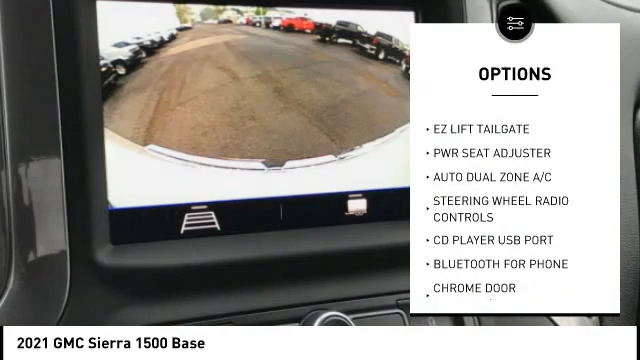 OPTIONS
EZ LIFT TAILGATE
PWR SEAT ADJUSTER
AUTO DUAL ZONE A/C
STEERING WHEEL RADIO
CONTROLS
CD PLAYER USB PORT
BLUETOOTH FOR PHONE
CHROME DOOR
2021 GMC Sierra 1500 Base